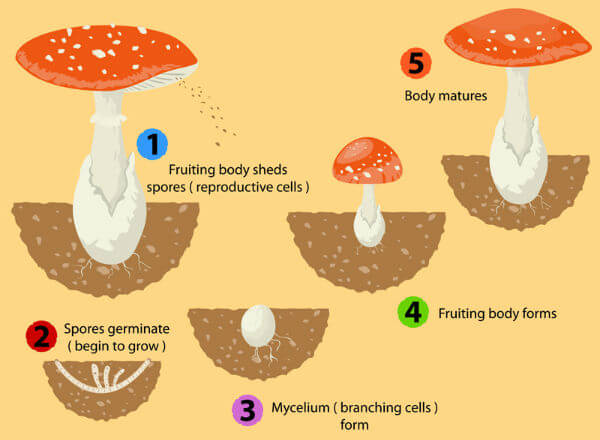 1
Fruiting body sheds
spores ( reproductive cells )
2
Spores germinate
( begin to grow )
3
Mycelium ( branching cells )
form
4
Fruiting body forms
5
Body matures